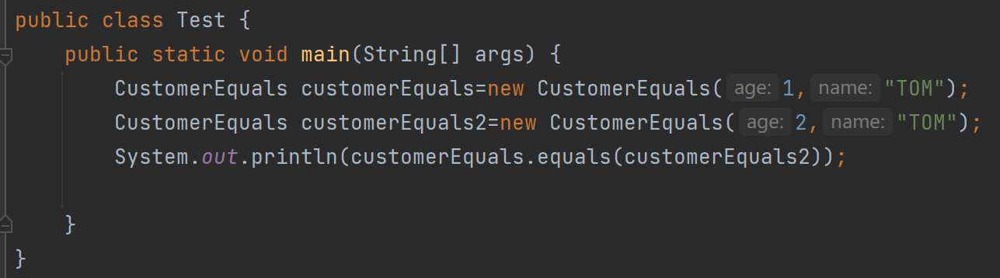 public class Test {
public static void main(String[] args) {
CustomerEquals customerEquals=new CustomerEquals( age: 1, name: "TOM");
CustomerEquals customerEquals2=new CustomerEquals( age: 2, name: "TOM");
System.out.println(customerEquals.equals(customerEquals2));
}
}